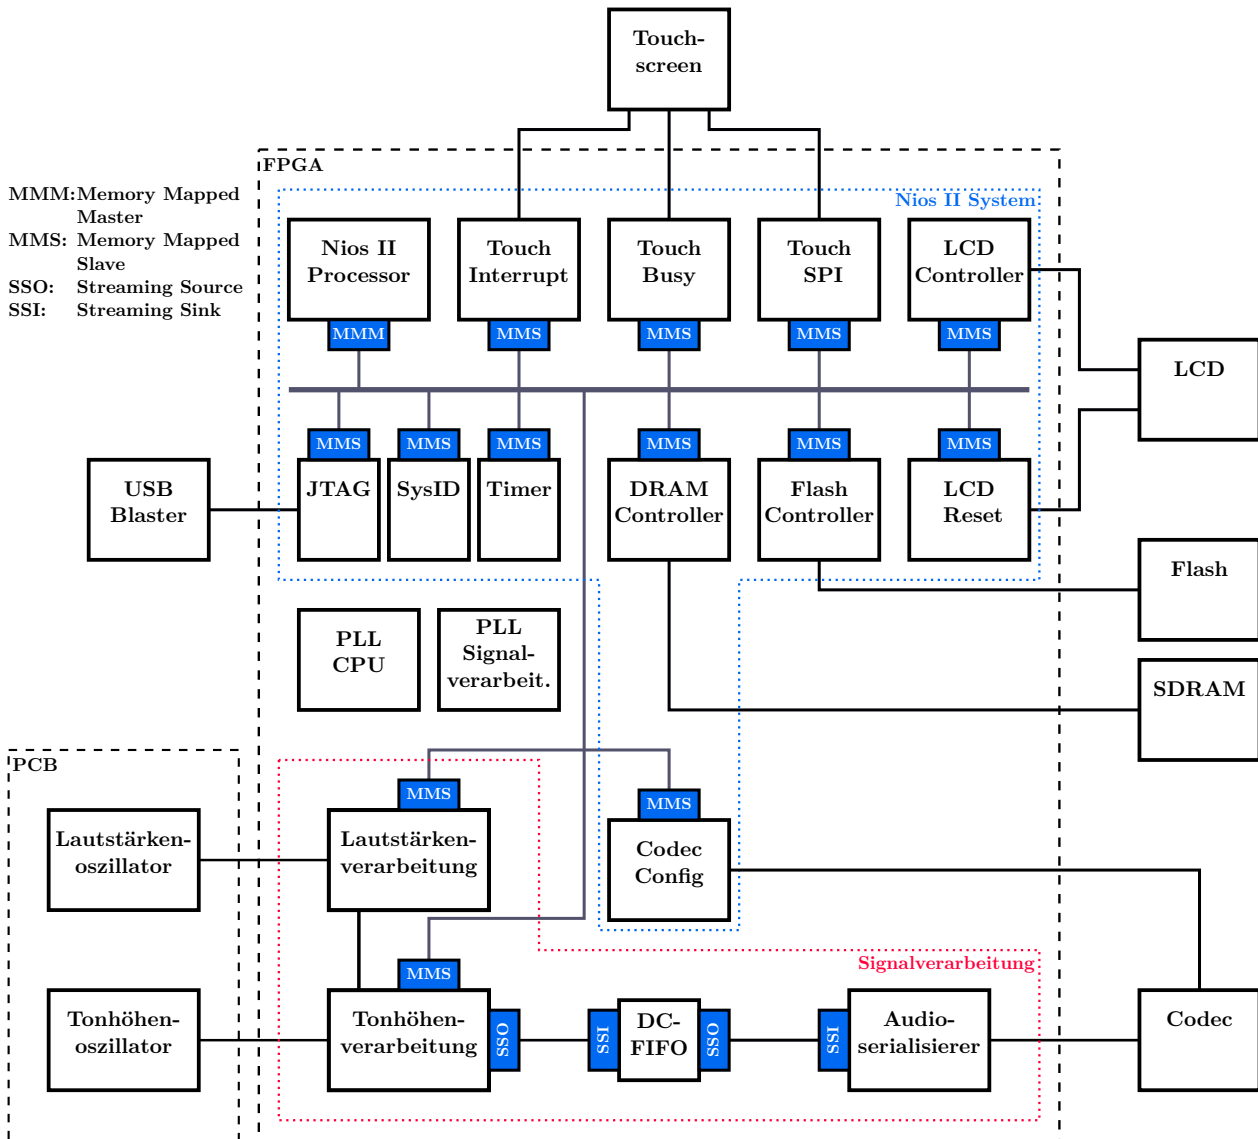 Touch-
screen
FPGA
MMM: Memory Mapped
Master
MMS: Memory Mapped
Slave
SSO: Streaming Source
SSI: Streaming Sink
Nios II System
Nios II
Processor
Touch
Interrupt
Touch
Busy
Touch
SPI
LCD
Controller
MMM
MMS
MMS
MMS
MMS
LCD
MMS
MMS
MMS
MMS
MMS
MMS
USB
Blaster
JTAG
SysID
Timer
DRAM
Controller
Flash
Controller
LCD
Reset
Flash
PLL
CPU
PLL
Signal-
verarbeit.
SDRAM
PCB
MMS
MMS
Lautstärken-
oszillator
Lautstärken-
verarbeitung
Codec
Config
Signalverarbeitung
MMS
Tonhöhen-
oszillator
Tonhöhen-
verarbeitung
SSO
SSI
DC-
FIFO
SSO
SSI
Audio-
serialisierer
Codec